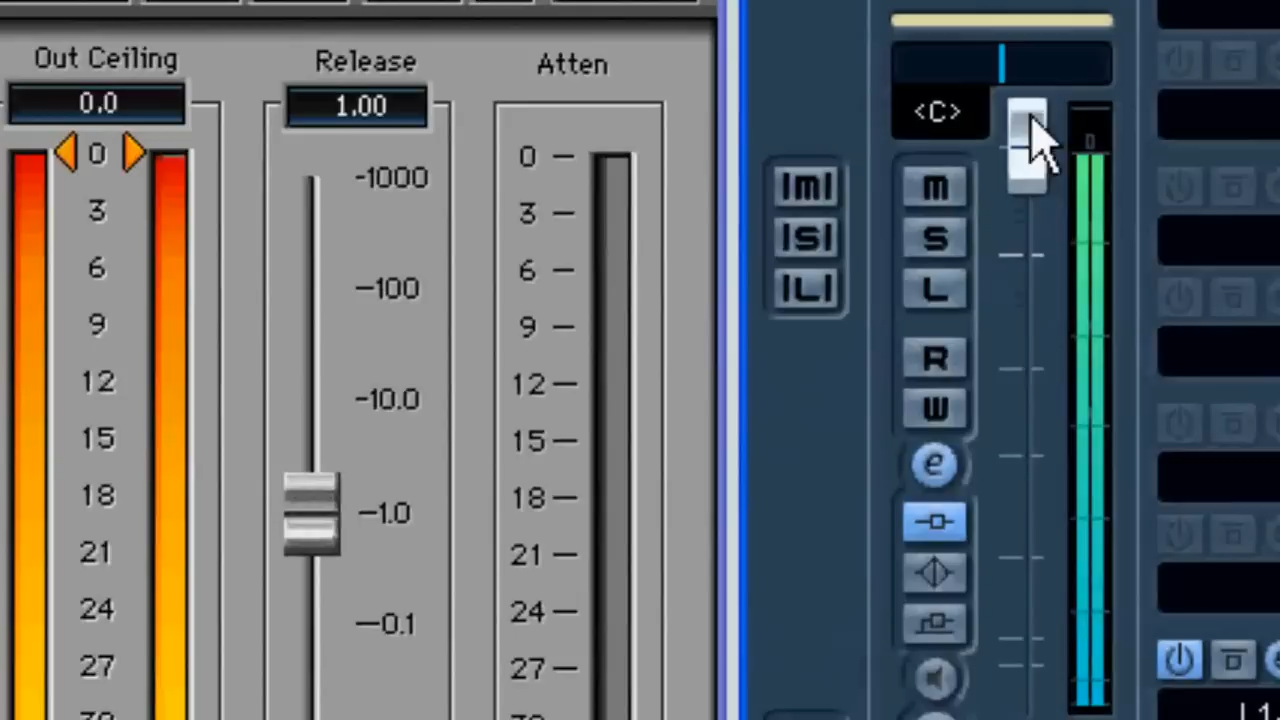 Out Ceiling
0.0
0
3
6
9
12
15
18
21
24
27
Release
1.00
-1000
-100
-10.0
-1.0
-0.1
Atten
0
3
6
9
12
15
18
21
24
27
<C>
0
|m|
|S|
|L|
m
S
L
R
W
e